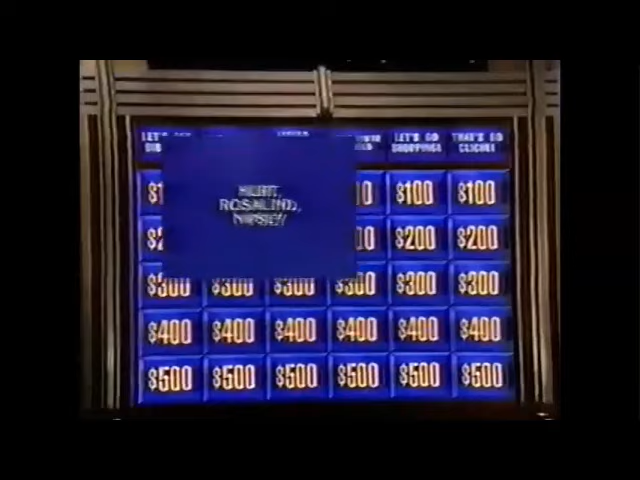 LET'S GO
SHOPPING!
THAT'S SO
CLICHE!
KURT,
ROSALIND,
NIPSEY
$100 $100
$200 $200
$300 $300 $300 $300 $300 $300
$400 $400 $400 $400 $400 $400
$500 $500 $500 $500 $500 $500